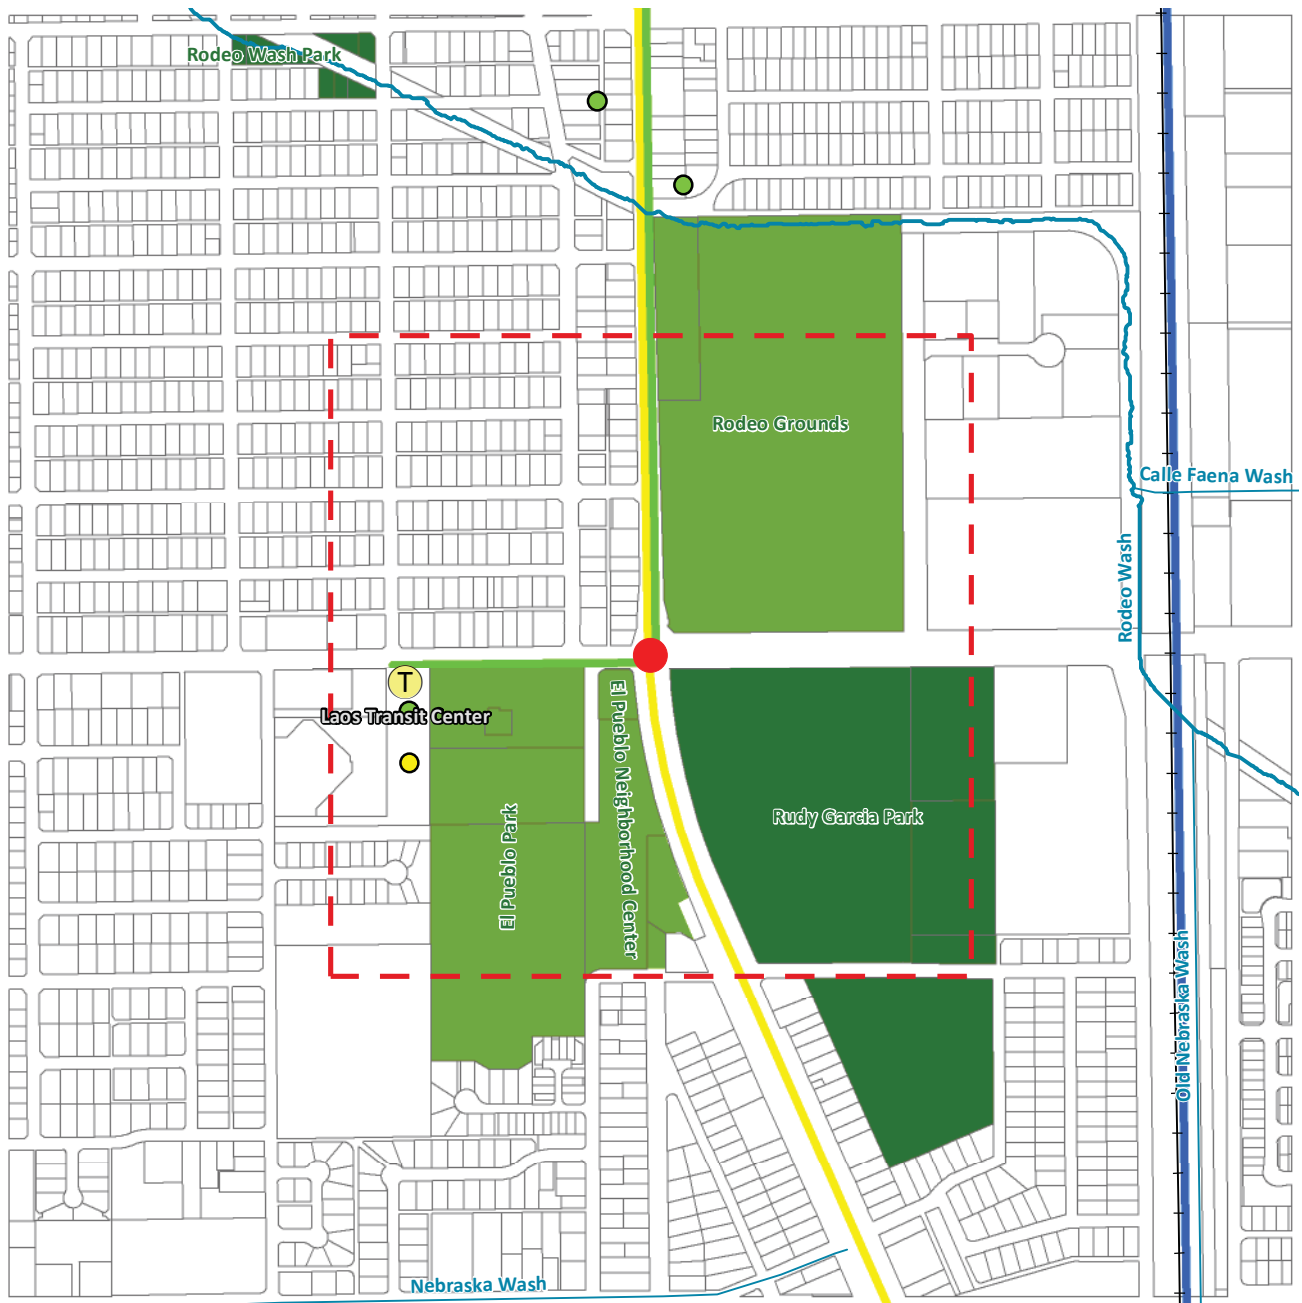 Rodeo Wash Park
Rodeo Grounds
Calle Faena Wash
Rodeo Wash
T
Laos Transit Center
El Pueblo Neighborhood Center
El Pueblo Park
Rudy Garcia Park
Old Nebraska Wash
Nebraska Wash